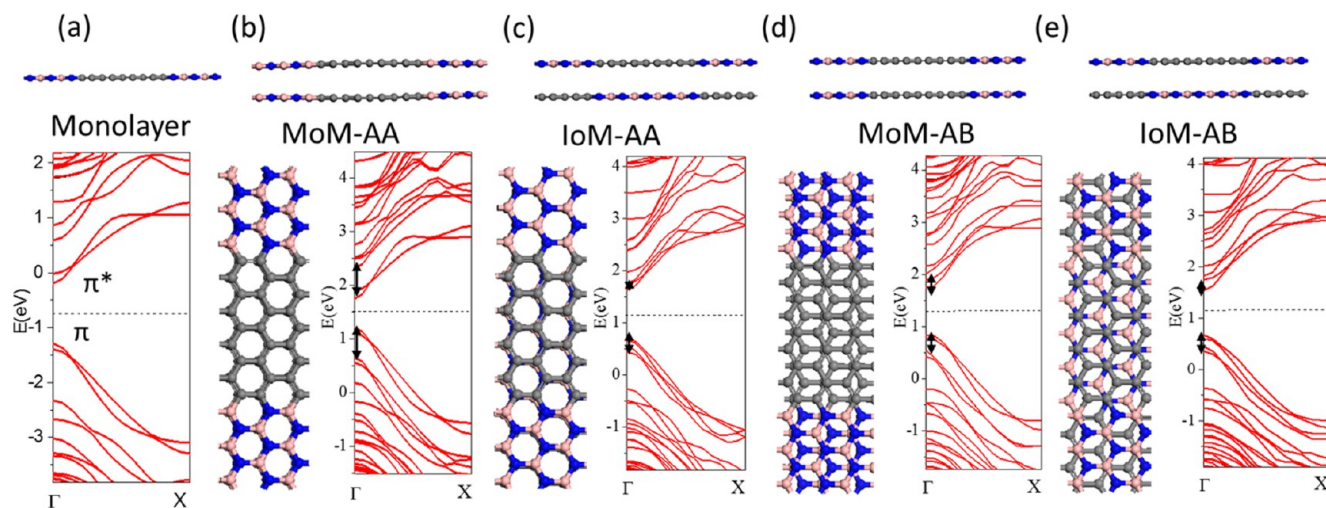 (a) (b) (c) (d) (e)
Monolayer MoM-AA IoM-AA MoM-AB IoM-AB
E(eV)
2
1
0
-1
-2
-3
π*
π
Γ X
E(eV)
4
3
2
1
0
-1
Γ X
E(eV)
4
3
2
1
0
-1
Γ X
E(eV)
4
3
2
1
0
-1
Γ X
E(eV)
4
3
2
1
0
-1
Γ X